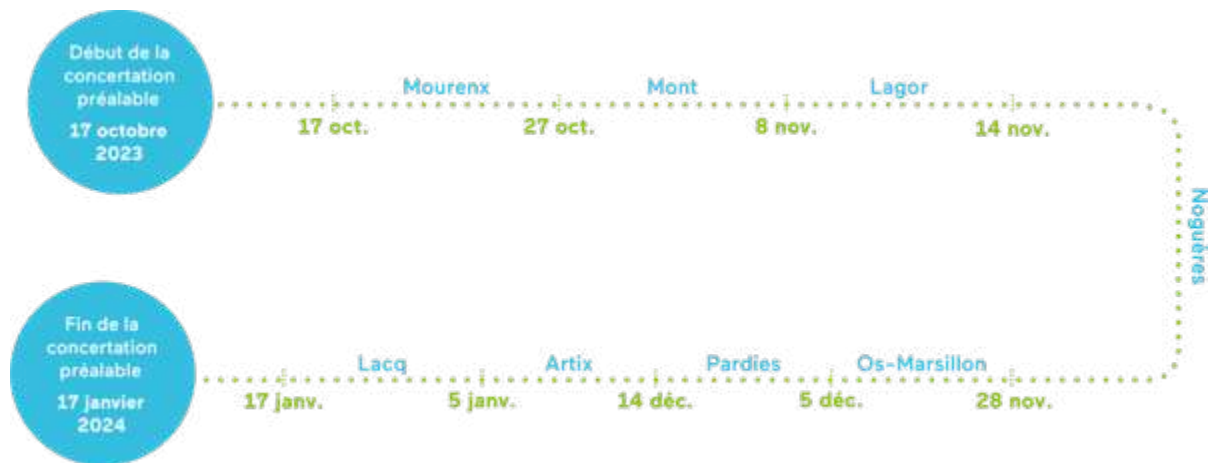 Début de la
concertation
préalable
17 octobre
2023
Mourenx
Mont
Lagor
17 oct.
27 oct.
8 nov.
14 nov.
Noguères
Fin de la
concertation
préalable
17 janvier
2024
Lacq
Artix
Pardies
Os-Marsillon
17 janv.
5 janv.
14 déc.
5 déc.
28 nov.